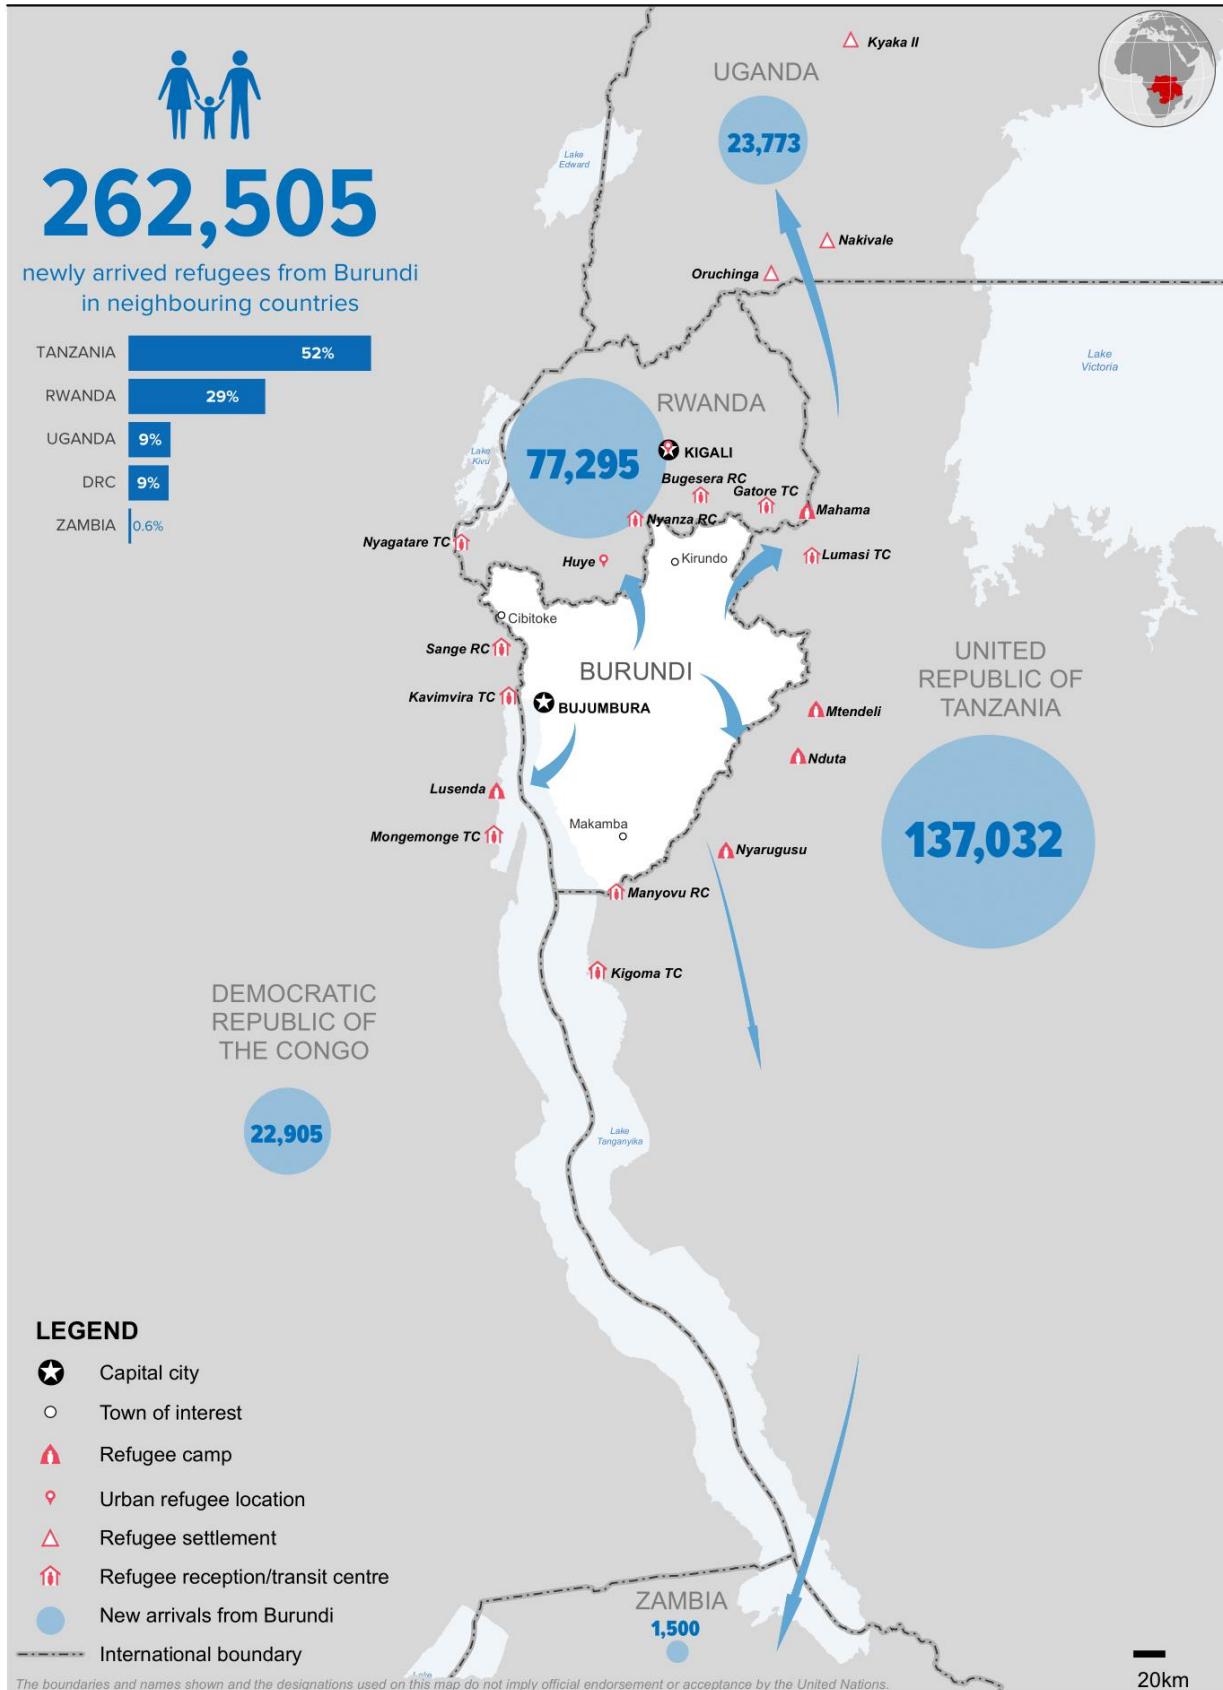 262,505
newly arrived refugees from Burundi
in neighbouring countries
TANZANIA 52%
RWANDA 29%
UGANDA 9%
DRC 9%
ZAMBIA 0.6%
Kyaka II
UGANDA
23,773
Lake
Edward
Nakivale
Oruchinga
Lake
Victoria
RWANDA
77,295
KIGALI
Lake
Kivu
Bugesera RC
Gatore TC
Mahama
Nyanza RC
Nyagatare TC
Huye
Kirundo
Lumasi TC
Cibitoke
Sange RC
BURUNDI
UNITED
REPUBLIC OF
TANZANIA
137,032
Kavimvira TC
BUJUMBURA
Mtendeli
Nduta
Lusenda
Mongemonge TC
Makamba
Nyarugusu
Manyovu RC
Kigoma TC
DEMOCRATIC
REPUBLIC OF
THE CONGO
22,905
Lake
Tanganyika
LEGEND
Capital city
Town of interest
Refugee camp
Urban refugee location
Refugee settlement
Refugee reception/transit centre
New arrivals from Burundi
International boundary
ZAMBIA
1,500
Lake
20km
The boundaries and names shown and the designations used on this map do not imply official endorsement or acceptance by the United Nations.